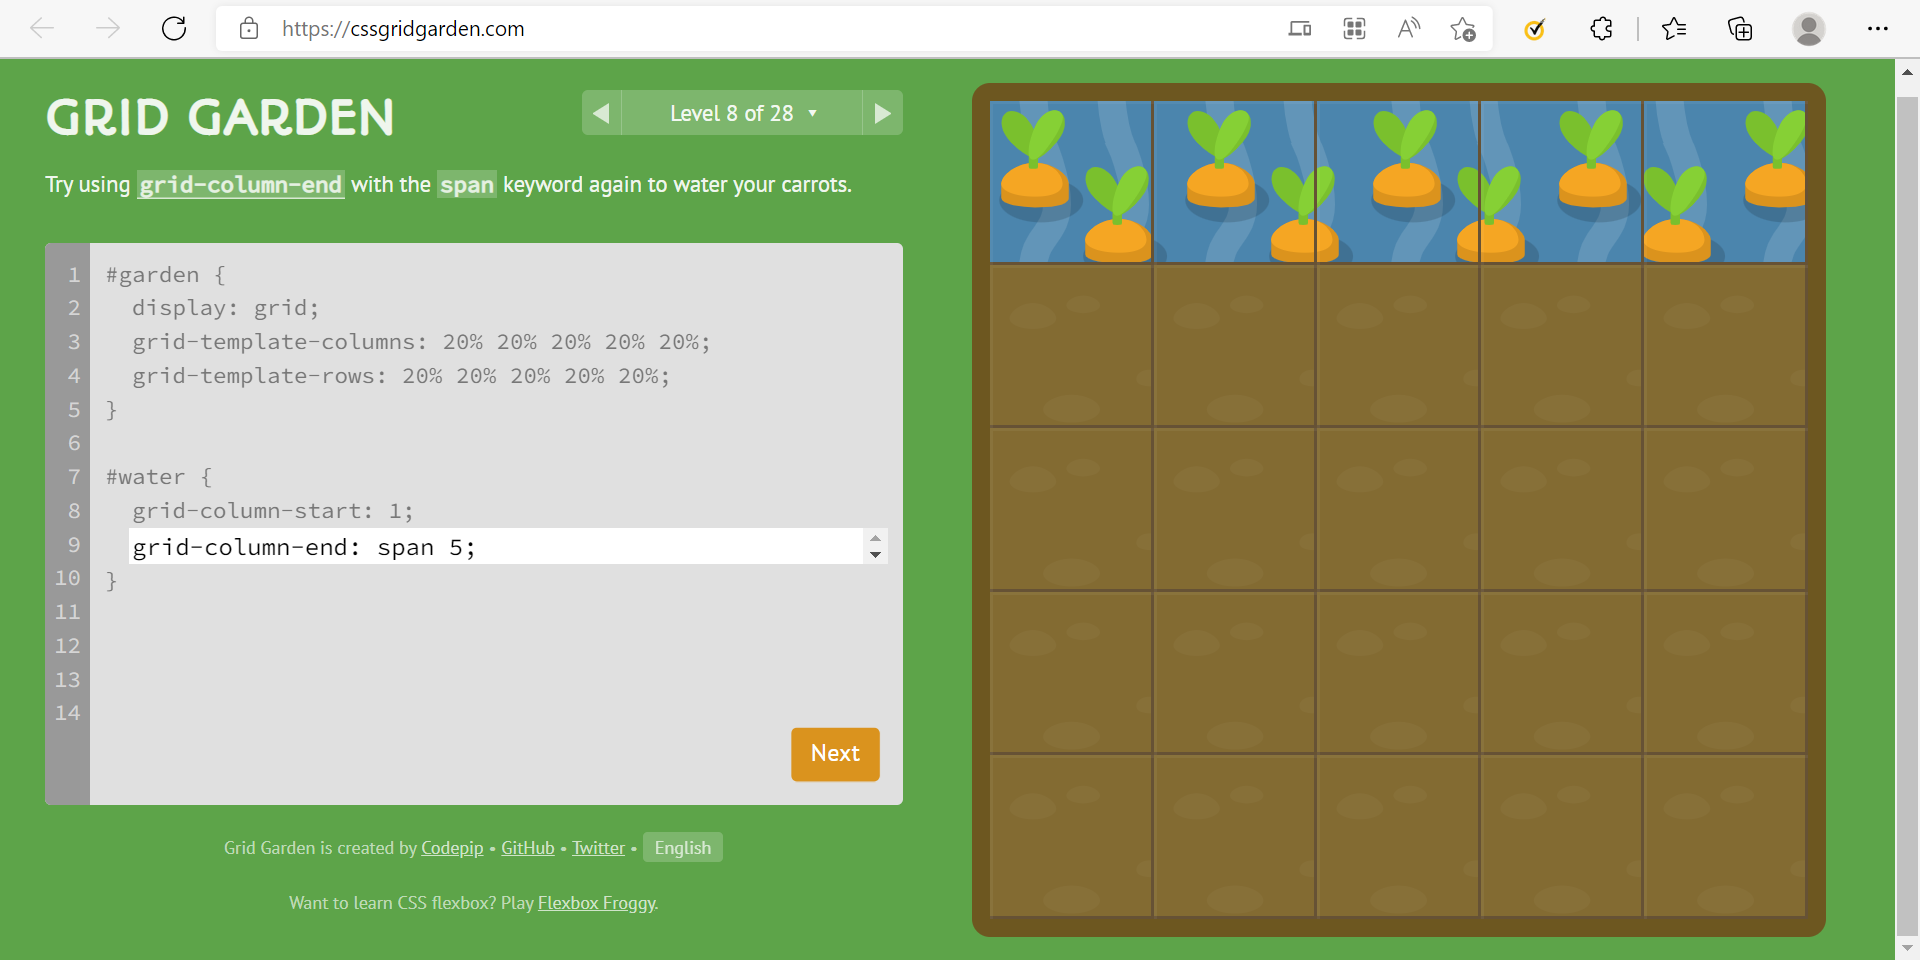 https://cssgridgarden.com
GRID GARDEN
Level 8 of 28
Try using grid-column-end with the span keyword again to water your carrots.
1 #garden {
2 display: grid;
3 grid-template-columns: 20% 20% 20% 20% 20%;
4 grid-template-rows: 20% 20% 20% 20% 20%;
5 }
6
7 #water {
8 grid-column-start: 1;
9 grid-column-end: span 5;
10 }
11
12
13
14
Next
Grid Garden is created by Codepip • GitHub • Twitter • English
Want to learn CSS flexbox? Play Flexbox Froggy.